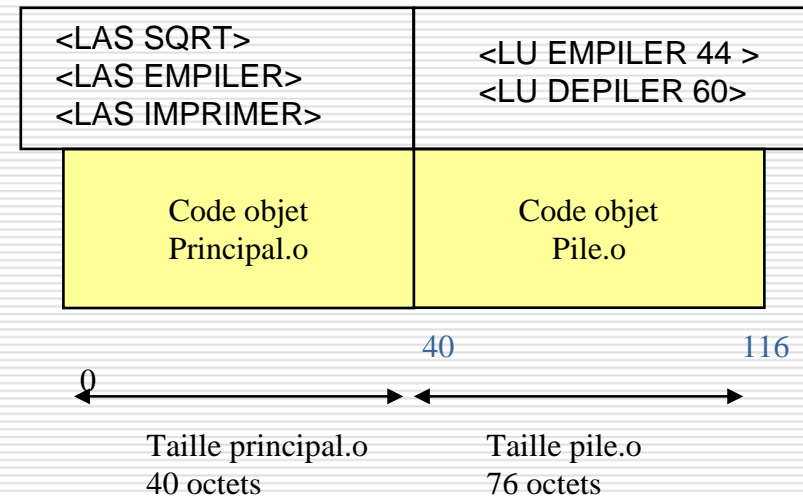 <LAS SQRT>
<LAS EMPILER>
<LAS IMPRIMER>
<LU EMPILER 44 >
<LU DEPILER 60>
Code objet
Principal.o
Code objet
Pile.o
40
116
0
Taille principal.o
40 octets
Taille pile.o
76 octets